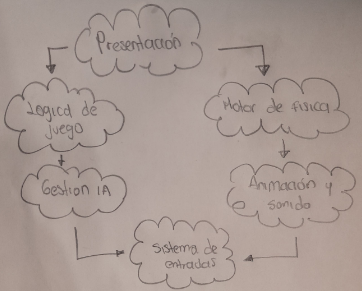 Presentación
Logica de
juego
Motor de fisica
Gestion IA
Animación y
sonido
Sistema de
entradas